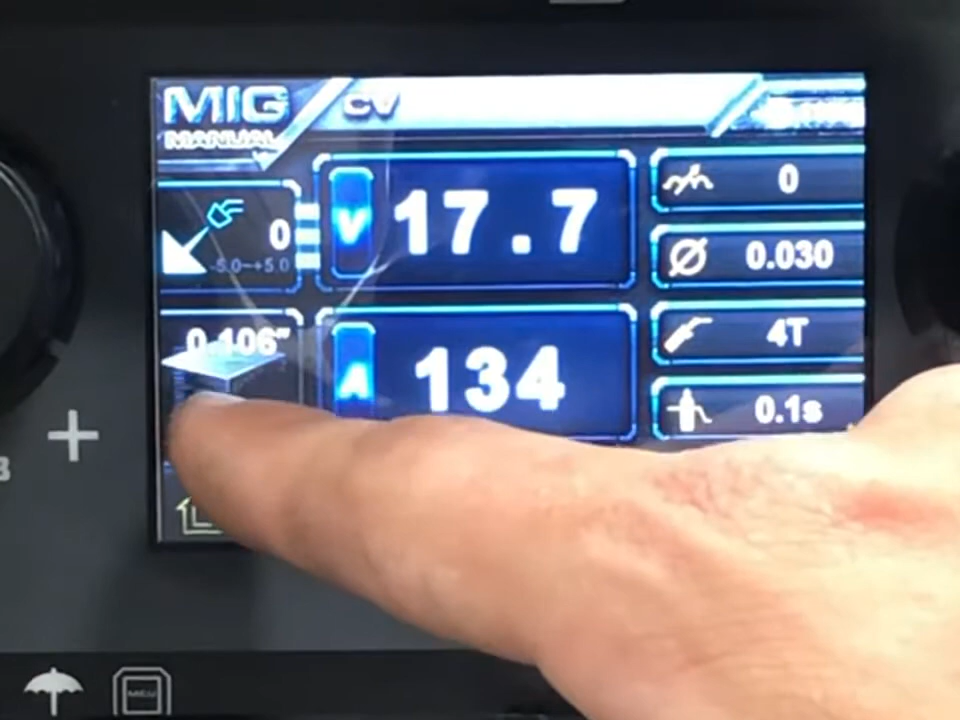 MIG
MANUAL
CV
0
-5.0~+5.0
V
17.7
0
0.030
0.106"
A
134
4T
0.1s